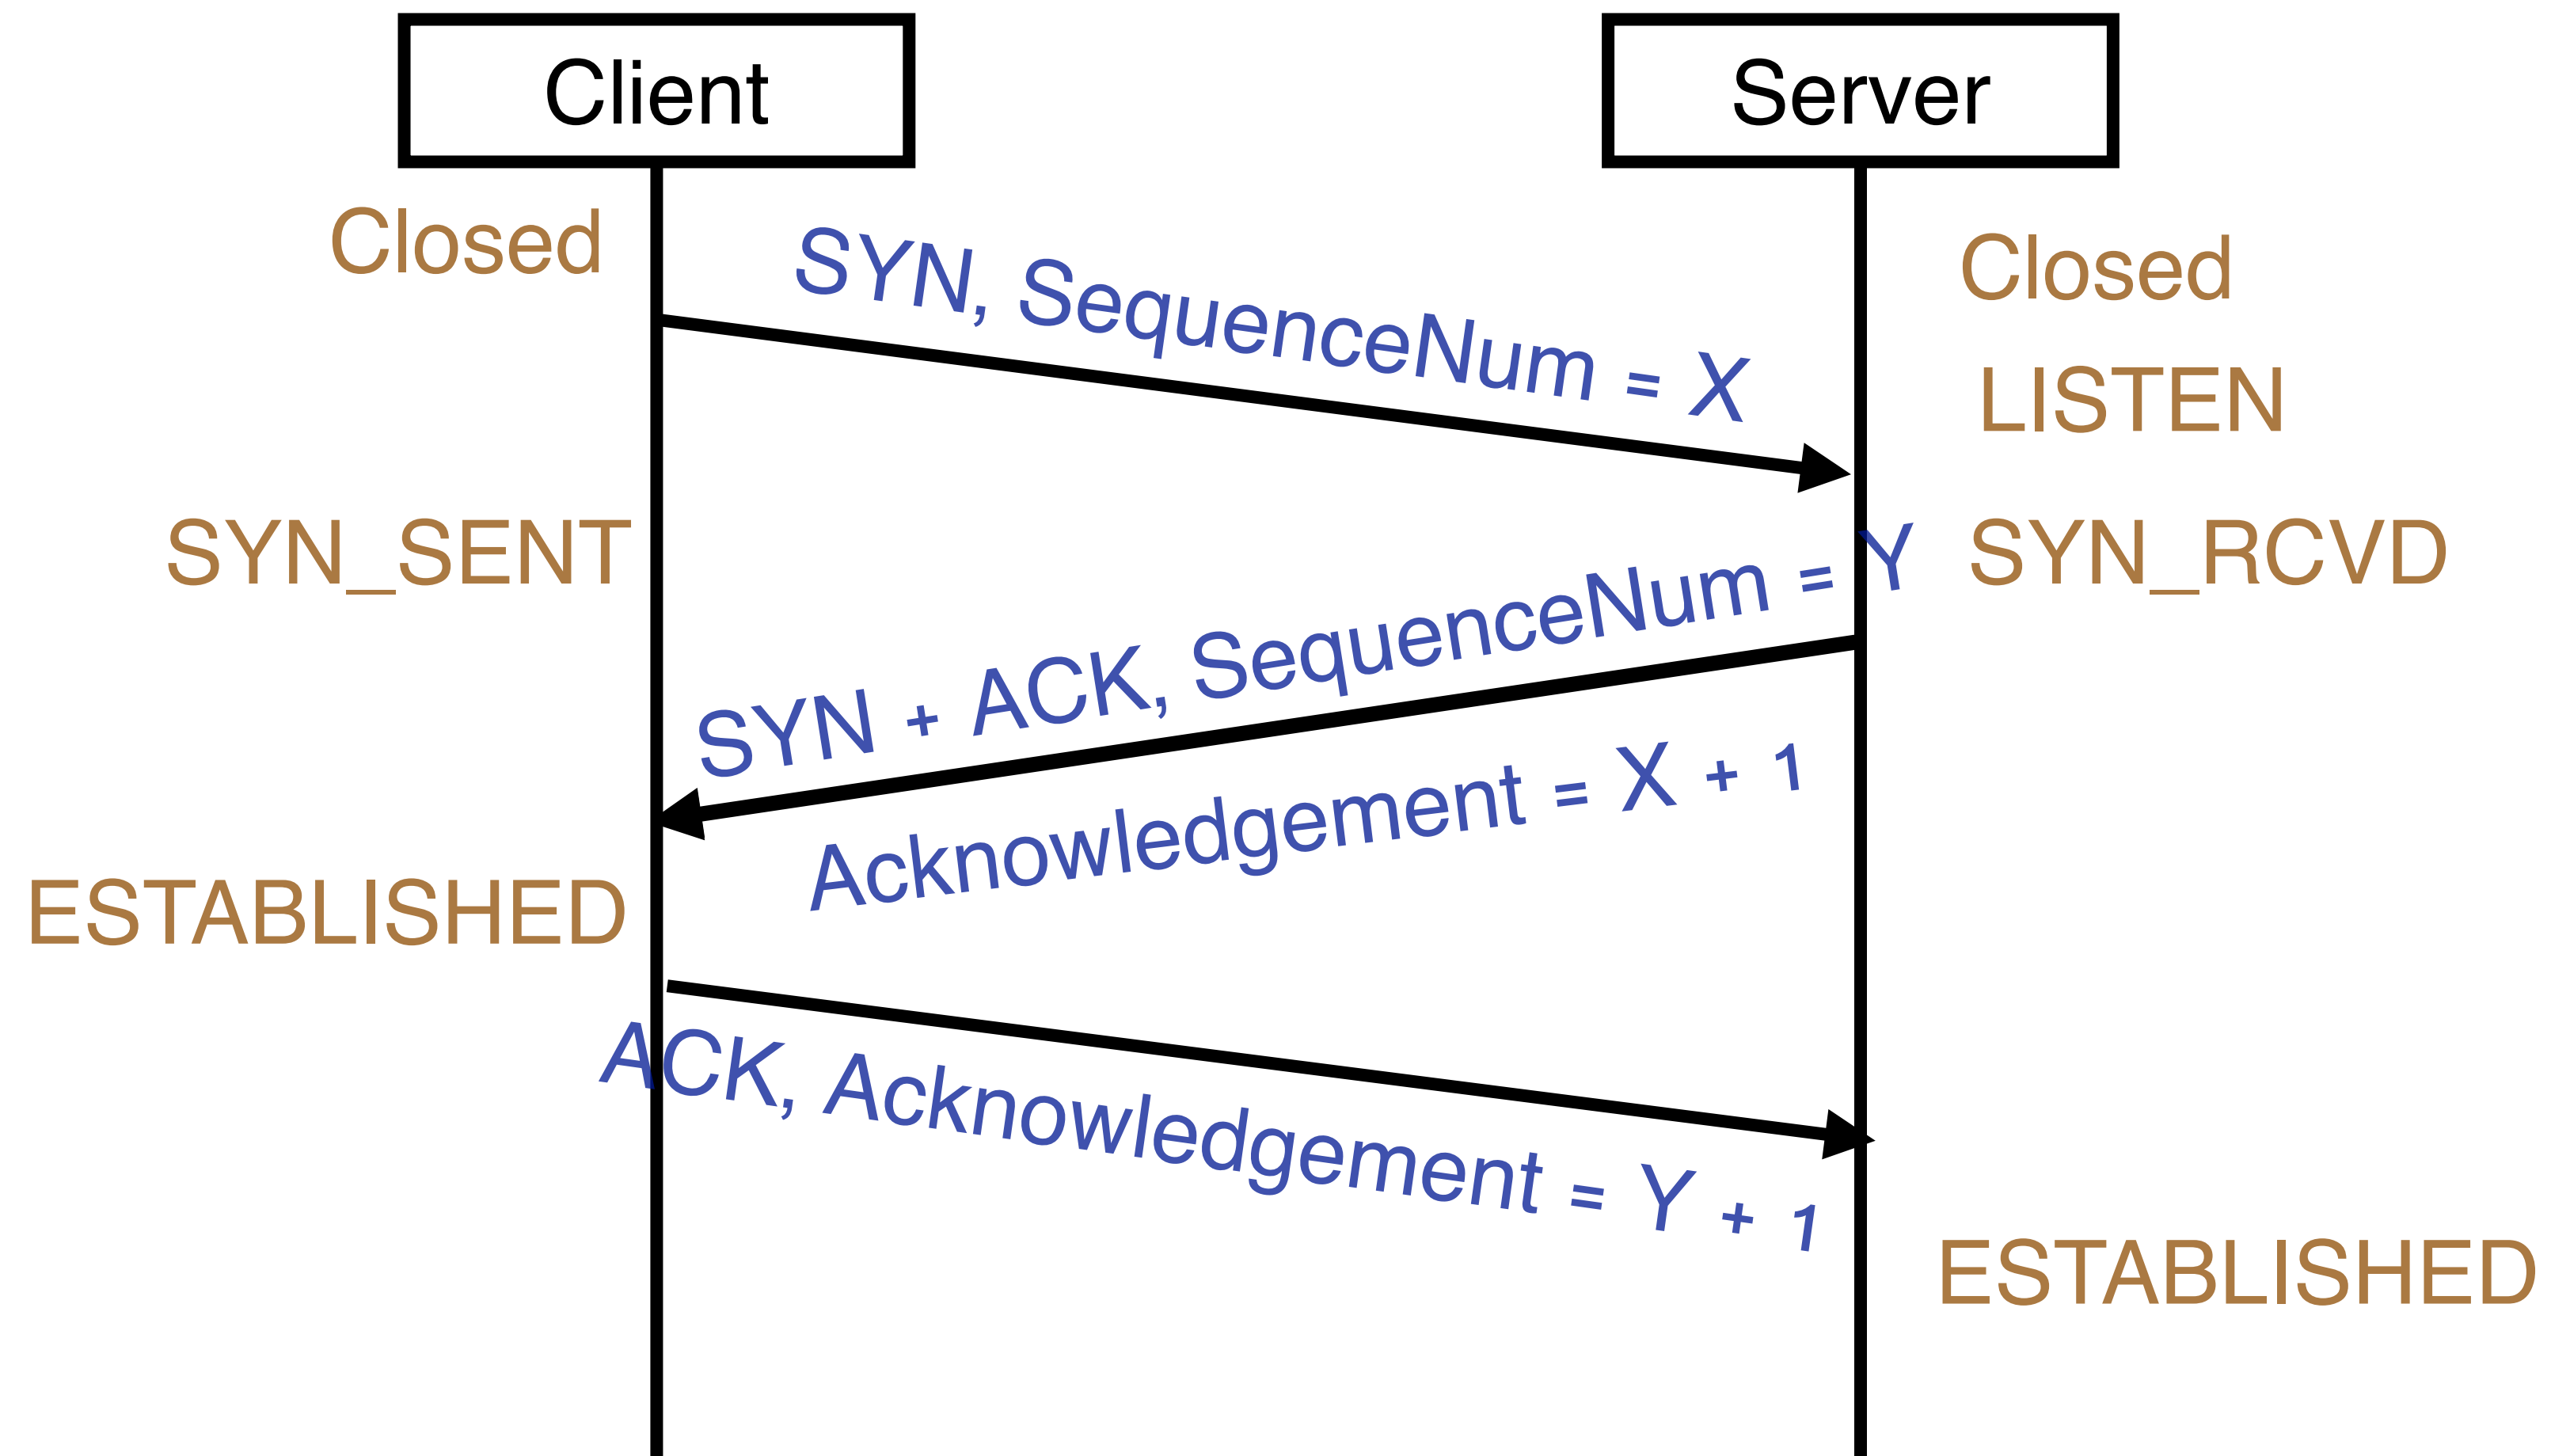 Client
Server
Closed
SYN, SequenceNum = X
Closed
LISTEN
SYN_SENT
SYN_RCVD
SYN + ACK, SequenceNum = Y
Acknowledgement = X + 1
ESTABLISHED
ACK, Acknowledgement = Y + 1
ESTABLISHED